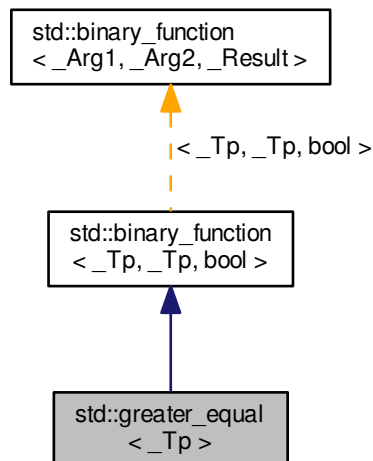 std::binary_function
< _Arg1, _Arg2, _Result >
< _Tp, _Tp, bool >
std::binary_function
< _Tp, _Tp, bool >
std::greater_equal
< _Tp >